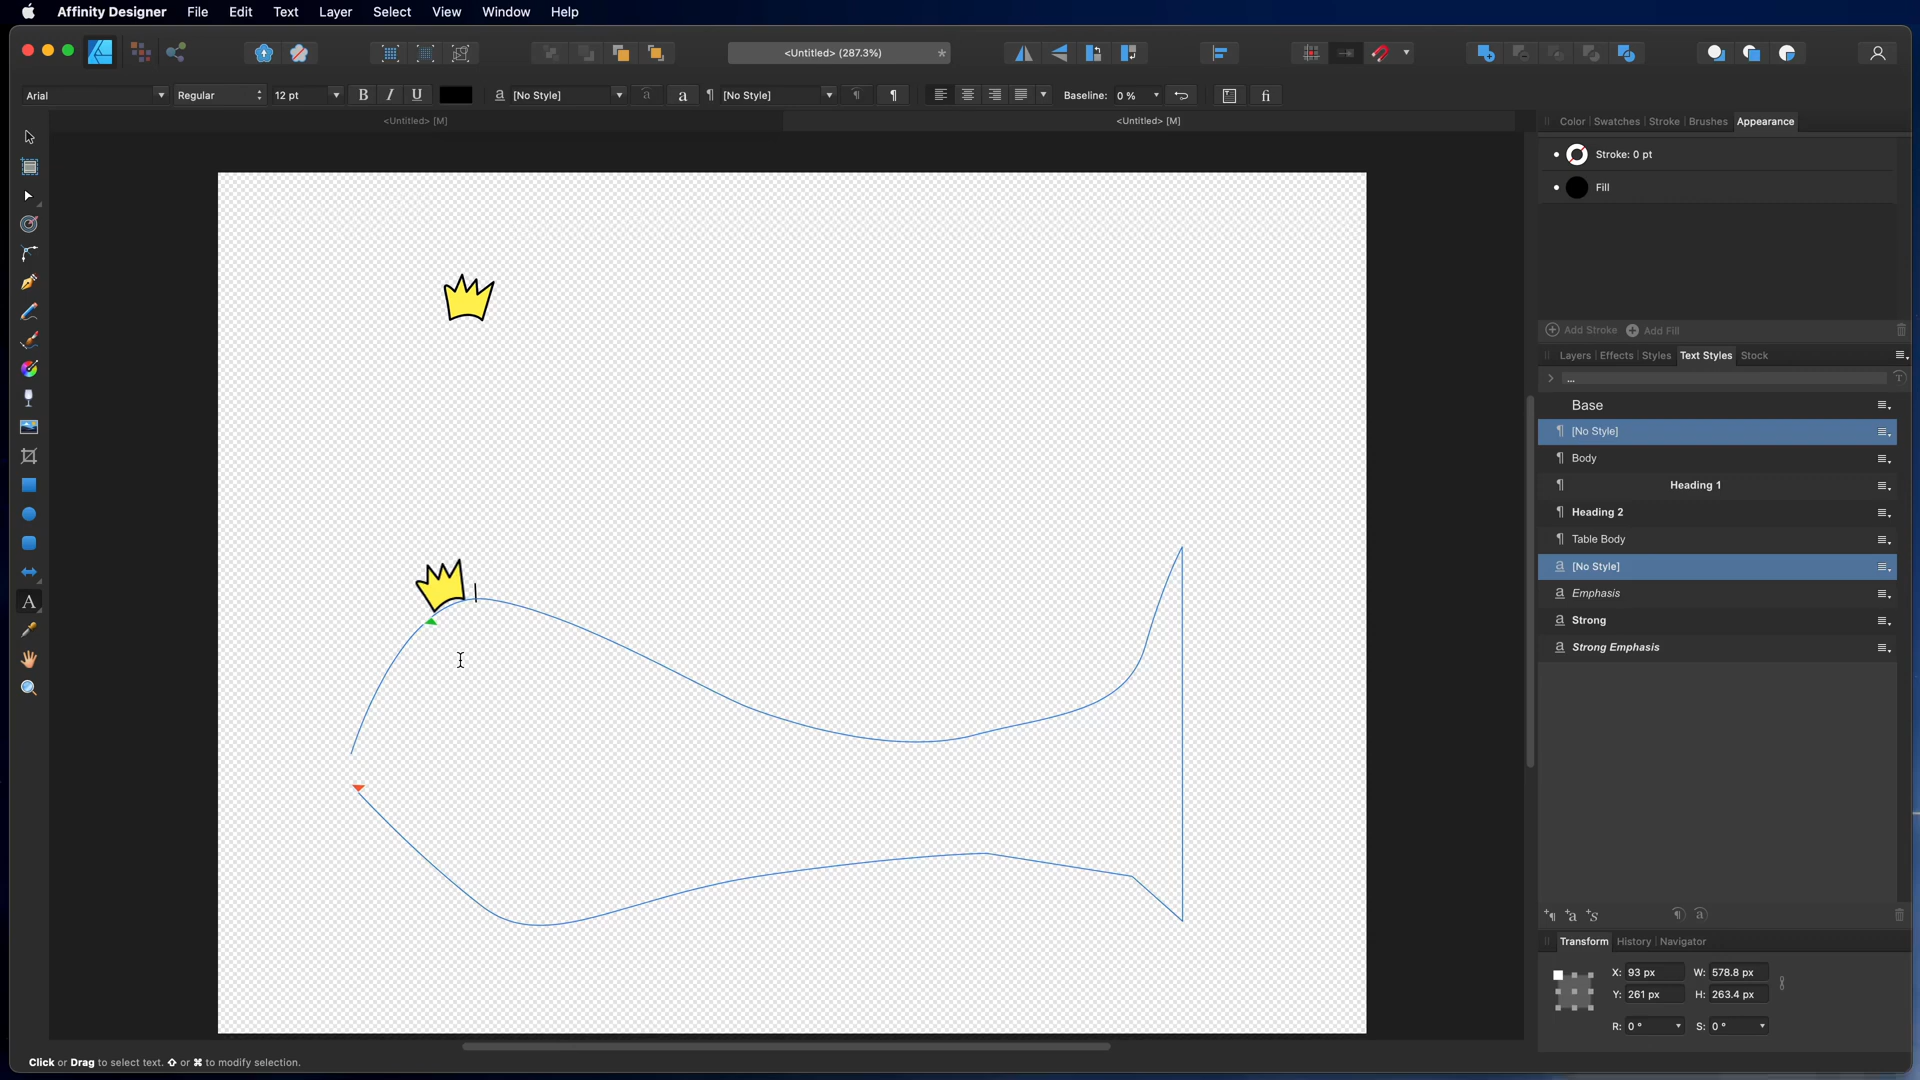 Affinity Designer File Edit Text Layer Select View Window Help
<Untitled> (287.3%) *
Arial Regular 12 pt B I U a [No Style] a a ¶ [No Style] ¶ ¶ Baseline: 0 % fi
<Untitled> [M] <Untitled> [M]
Color Swatches Stroke Brushes Appearance
Stroke: 0 pt
Fill
Add Stroke Add Fill
Layers Effects Styles Text Styles Stock
...
Base
¶ [No Style]
¶ Body
¶ Heading 1
¶ Heading 2
¶ Table Body
a [No Style]
a Emphasis
a Strong
a Strong Emphasis
A
Transform History Navigator
X: 93 px W: 578.8 px
Y: 261 px H: 263.4 px
R: 0 ° S: 0 °
Click or Drag to select text. ⇧ or ⌘ to modify selection.